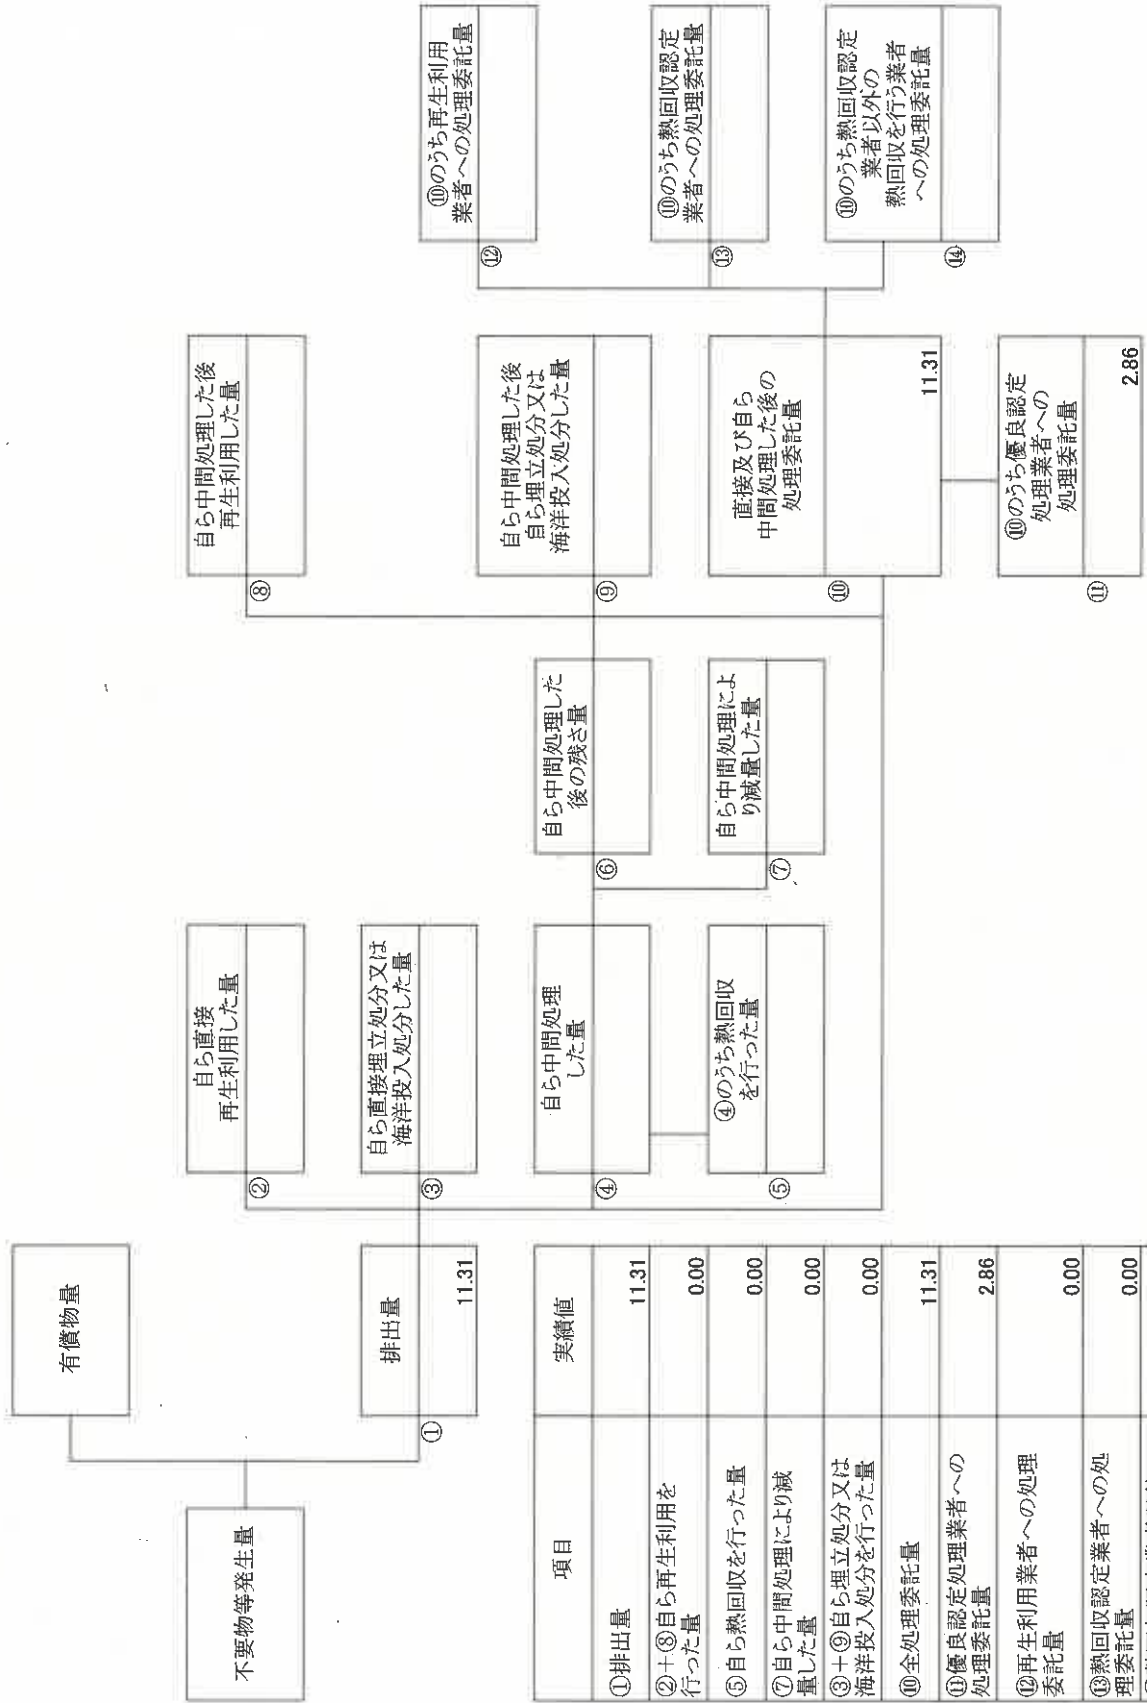 不要物等発生量
有償物量
排出量
①
11.31
②
自ら直接
再生利用した量
③
自ら直接埋立処分又は
海洋投入処分した量
④
自ら中間処理
した量
⑤
④のうち熱回収
を行った量
⑥
自ら中間処理した
後の残さ量
⑦
自ら中間処理によ
り減量した量
⑧
自ら中間処理した後
再生利用した量
⑨
自ら中間処理した後
自ら埋立処分又は
海洋投入処分した量
⑩
直接及び自ら
中間処理した後の
処理委託量
11.31
⑪
⑩のうち優良認定
処理業者への
処理委託量
2.86
⑫
⑩のうち再生利用
業者への処理委託量
⑬
⑩のうち熱回収認定
業者への処理委託量
⑭
⑩のうち熱回収認定
業者以外の
熱回収を行う業者
への処理委託量
項目 実績値
①排出量 11.31
②+⑧自ら再生利用を
行った量 0.00
⑤自ら熱回収を行った量 0.00
⑦自ら中間処理により減
量した量 0.00
③+⑨自ら埋立処分又は
海洋投入処分を行った量 0.00
⑩全処理委託量 11.31
⑪優良認定処理業者への
処理委託量 2.86
⑫再生利用業者への処理
委託量 0.00
⑬熱回収認定業者への処
理委託量 0.00